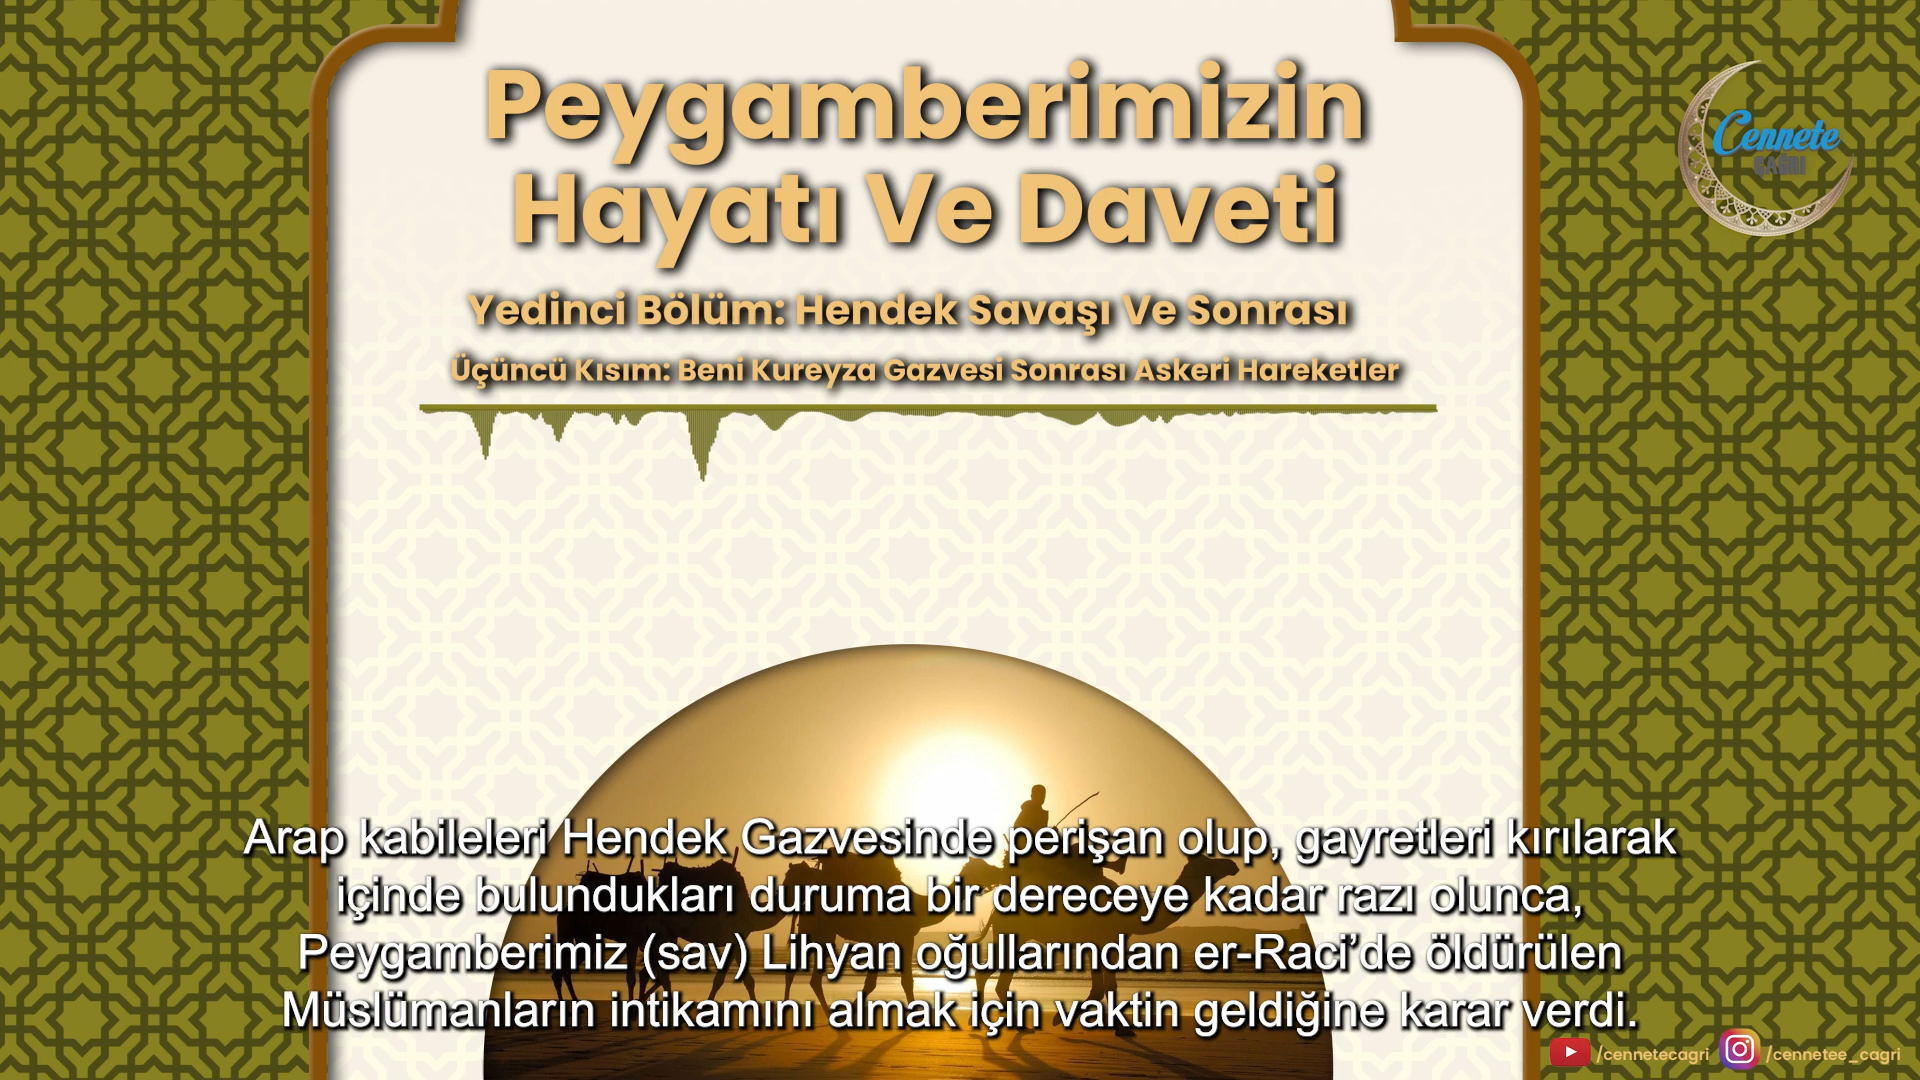 Peygamberimizin
Hayatı Ve Daveti
Cennete
ÇAĞRI
Yedinci Bölüm: Hendek Savaşı Ve Sonrası
Üçüncü Kısım: Beni Kureyza Gazvesi Sonrası Askeri Hareketler
Arap kabileleri Hendek Gazvesinde perişan olup, gayretleri kırılarak
içinde bulundukları duruma bir dereceye kadar razı olunca,
Peygamberimiz (sav) Lihyan oğullarından er-Raci’de öldürülen
Müslümanların intikamını almak için vaktin geldiğine karar verdi.
/cennetecagri /cennetee_cagri